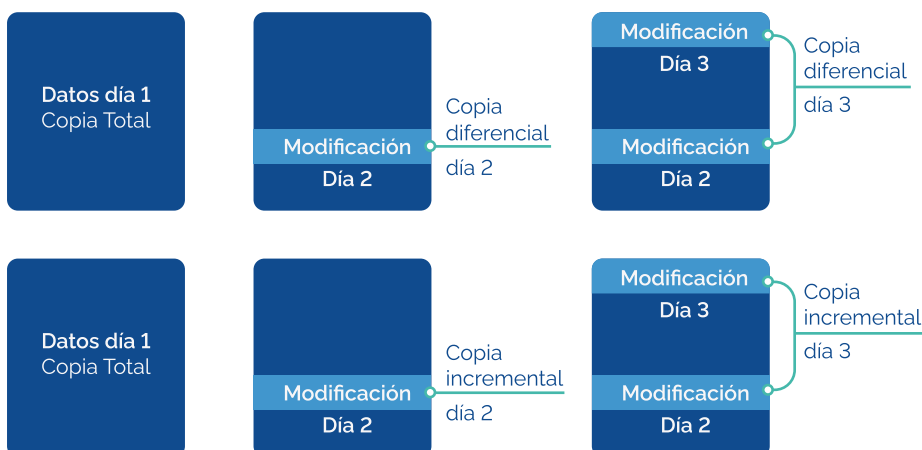 Datos día 1
Copia Total
Modificación
Día 2
Copia
diferencial
día 2
Modificación
Día 3
Modificación
Día 2
Copia
diferencial
día 3
Datos día 1
Copia Total
Modificación
Día 2
Copia
incremental
día 2
Modificación
Día 3
Modificación
Día 2
Copia
incremental
día 3